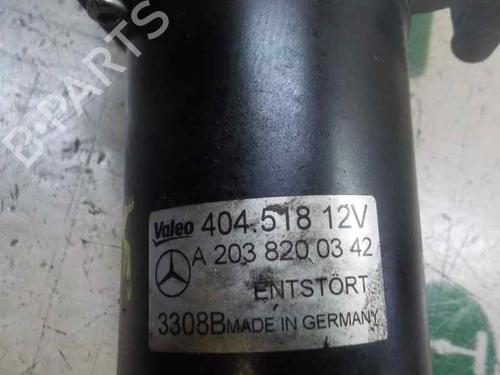 Valeo 404.518 12V
A 203 820 03 42
ENTSTÖRT
3308B MADE IN GERMANY
B-PARTS